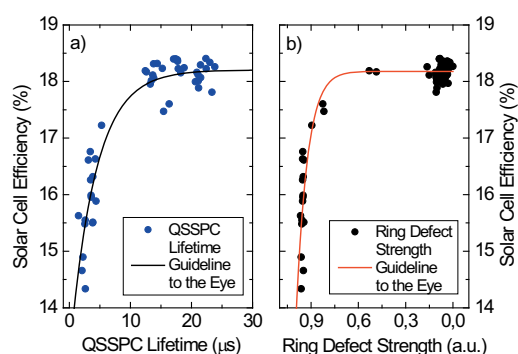 a)
Solar Cell Efficiency (%)
19
18
17
16
15
14
0
10
20
30
QSSPC Lifetime (µs)
QSSPC
Lifetime
Guideline
to the Eye
b)
0,9
0,6
0,3
0,0
Ring Defect Strength (a.u.)
Ring Defect
Strength
Guideline
to the Eye
19
18
17
16
15
14
Solar Cell Efficiency (%)